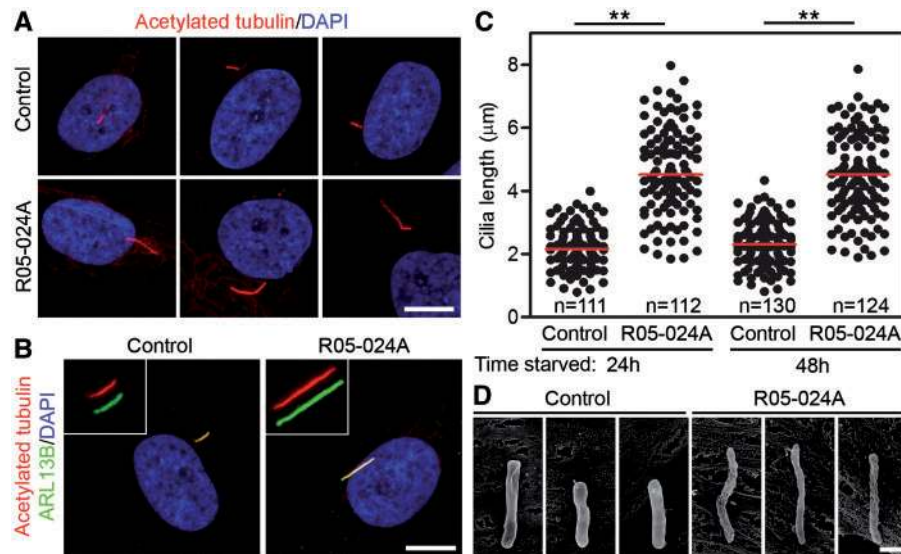 A
Acetylated tubulin/DAPI
Control
R05-024A
B
Control
R05-024A
Acetylated tubulin
ARL13B/DAPI
C
**
**
Cilia length (μm)
8
6
4
2
0
n=111
n=112
n=130
n=124
Control
R05-024A
Control
R05-024A
Time starved:
24h
48h
D
Control
R05-024A